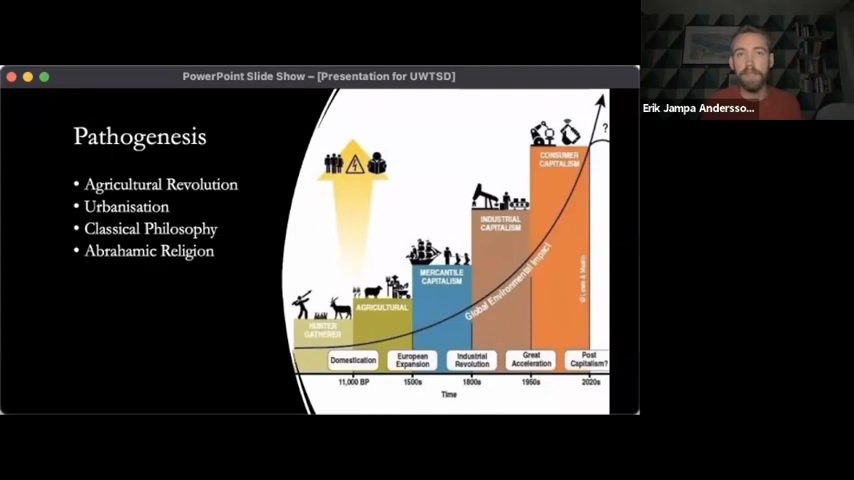 PowerPoint Slide Show – [Presentation for UWTSD]
Erik Jampa Andersso...
Pathogenesis
• Agricultural Revolution
• Urbanisation
• Classical Philosophy
• Abrahamic Religion
?
CONSUMER
CAPITALISM
INDUSTRIAL
CAPITALISM
MERCANTILE
CAPITALISM
AGRICULTURAL
HUNTER
GATHERER
Global Environmental Impact
© Lewis & Maslin
Domestication
European
Expansion
Industrial
Revolution
Great
Acceleration
Post
Capitalism?
11,000 BP
1500s
1800s
1950s
2020s
Time